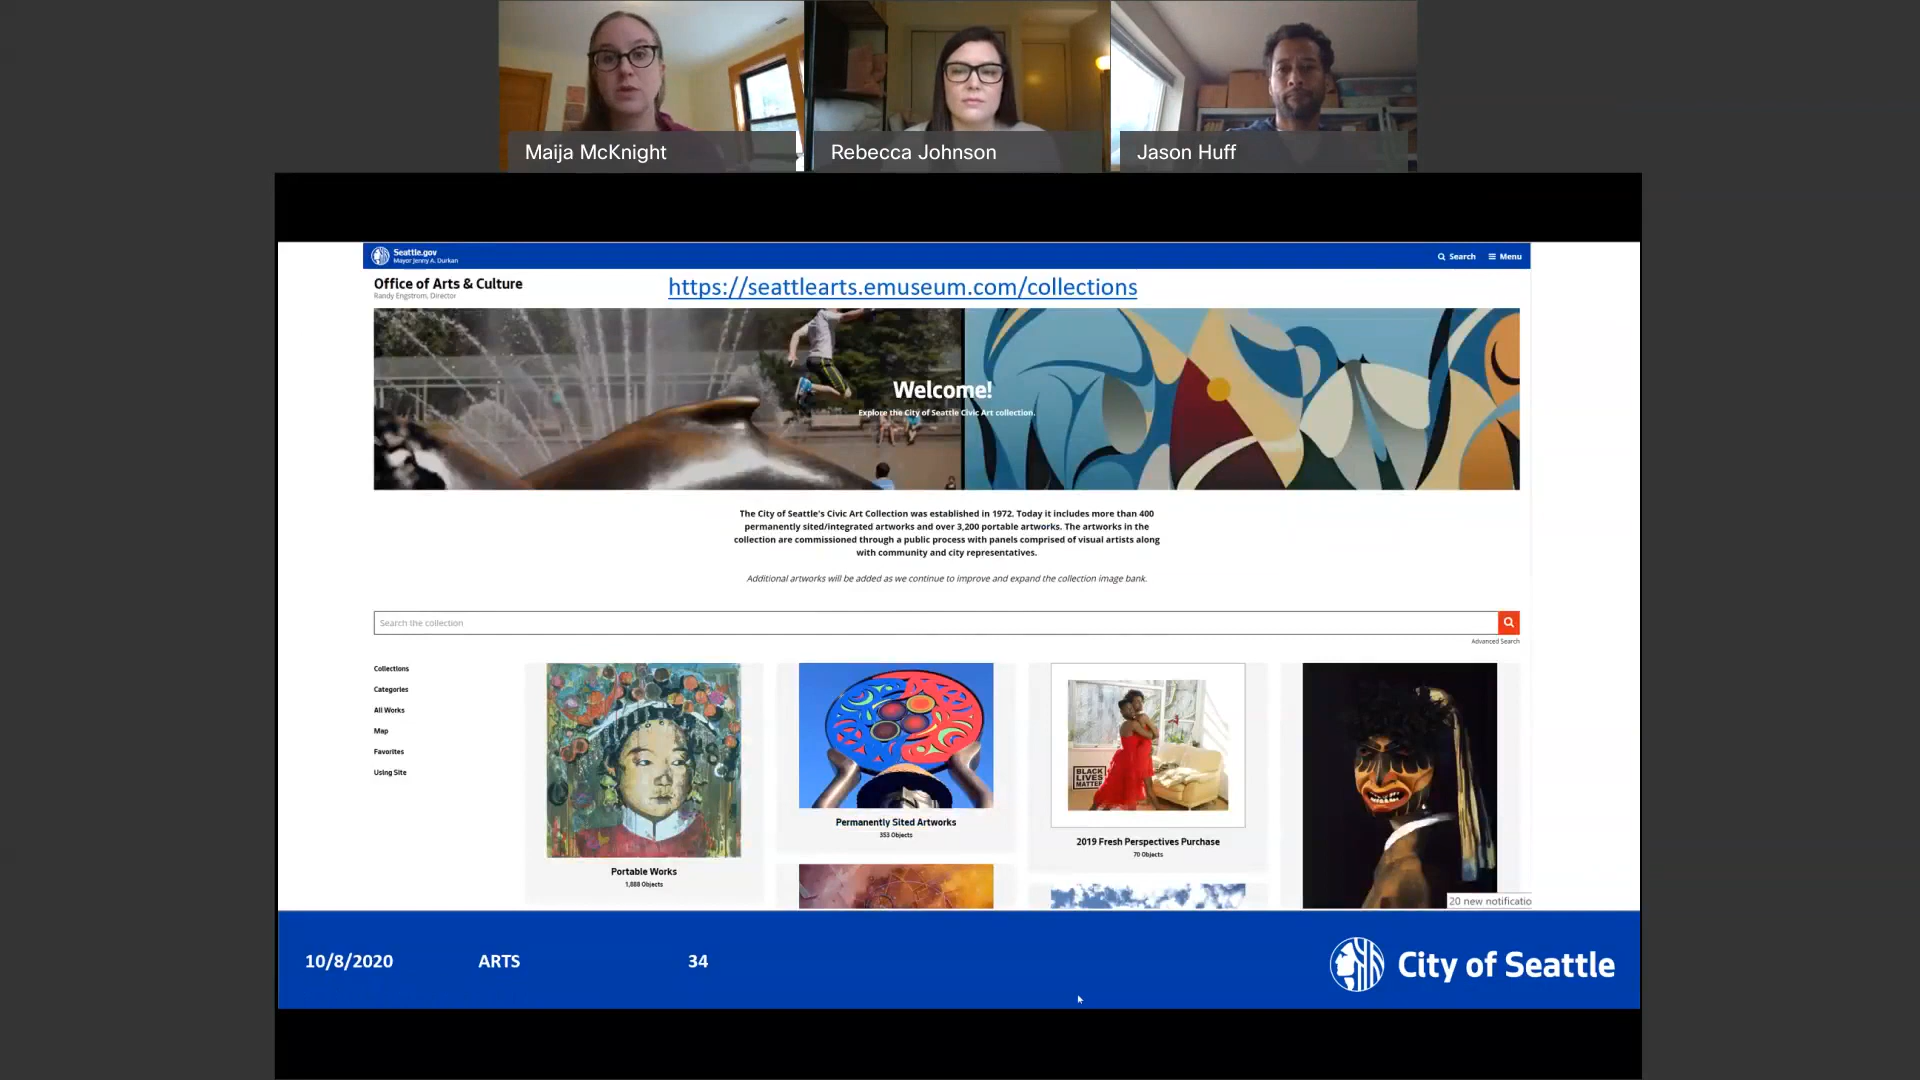 Maija McKnight
Rebecca Johnson
Jason Huff
Seattle.gov
Mayor Jenny A. Durkan
Search
Menu
Office of Arts & Culture
Randy Engstrom, Director
https://seattlearts.emuseum.com/collections
Welcome!
Explore the City of Seattle Civic Art collection.
The City of Seattle's Civic Art Collection was established in 1972. Today it includes more than 400
permanently sited/integrated artworks and over 3,200 portable artworks. The artworks in the
collection are commissioned through a public process with panels comprised of visual artists along
with community and city representatives.
Additional artworks will be added as we continue to improve and expand the collection image bank.
Search the collection
Advanced Search
Collections
Categories
All Works
Map
Favorites
Using Site
BLACK
LIVES
MATTER
Portable Works
1,888 Objects
Permanently Sited Artworks
353 Objects
2019 Fresh Perspectives Purchase
70 Objects
20 new notificatio
10/8/2020
ARTS
34
City of Seattle